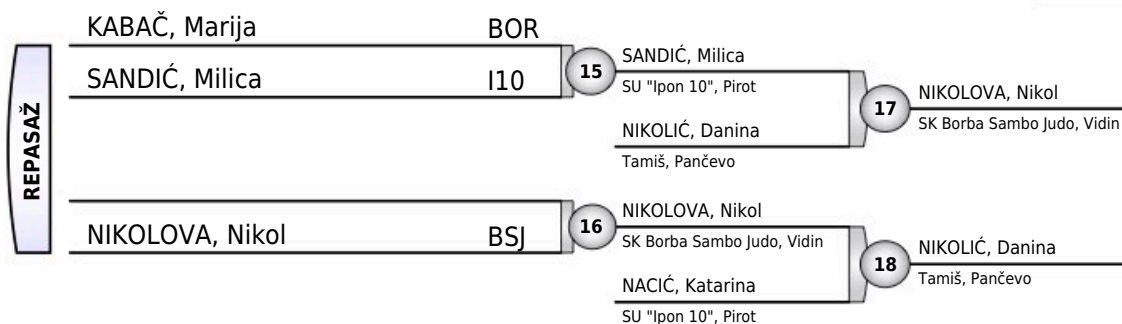 REPASAŽ
KABAČ, Marija BOR
SANDIĆ, Milica I10
15
SANDIĆ, Milica
SU "Ipon 10", Pirot
NIKOLIĆ, Danina
Tamiš, Pančevo
17
NIKOLOVA, Nikol
SK Borba Sambo Judo, Vidin
NIKOLOVA, Nikol BSJ
16
NIKOLOVA, Nikol
SK Borba Sambo Judo, Vidin
NACIĆ, Katarina
SU "Ipon 10", Pirot
18
NIKOLIĆ, Danina
Tamiš, Pančevo